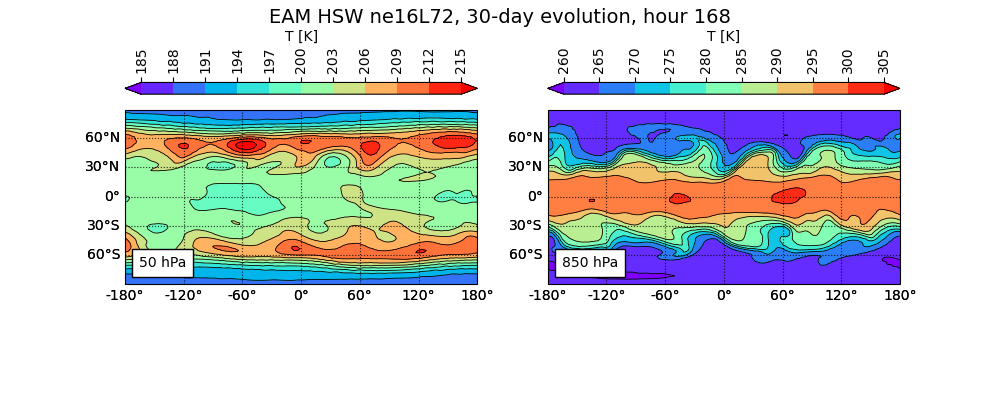 EAM HSW ne16L72, 30-day evolution, hour 168
T [K]
185 188 191 194 197 200 203 206 209 212 215
60°N
30°N
0°
30°S
60°S
50 hPa
-180° -120° -60° 0° 60° 120° 180°
T [K]
260 265 270 275 280 285 290 295 300 305
60°N
30°N
0°
30°S
60°S
850 hPa
-180° -120° -60° 0° 60° 120° 180°